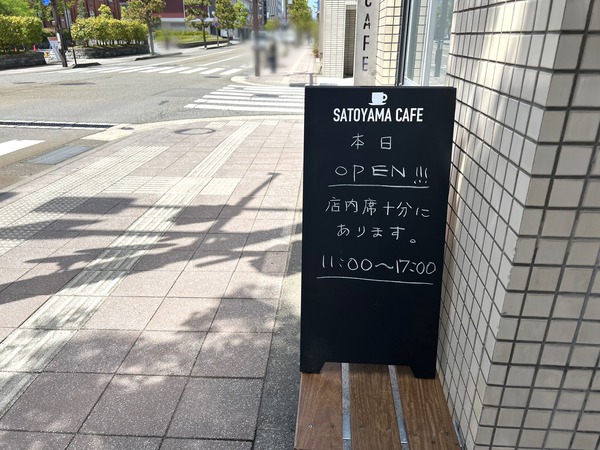 CAFE
SATOYAMA CAFE
本日
OPEN!!!
店内席十分に
あります。
11:00〜17:00